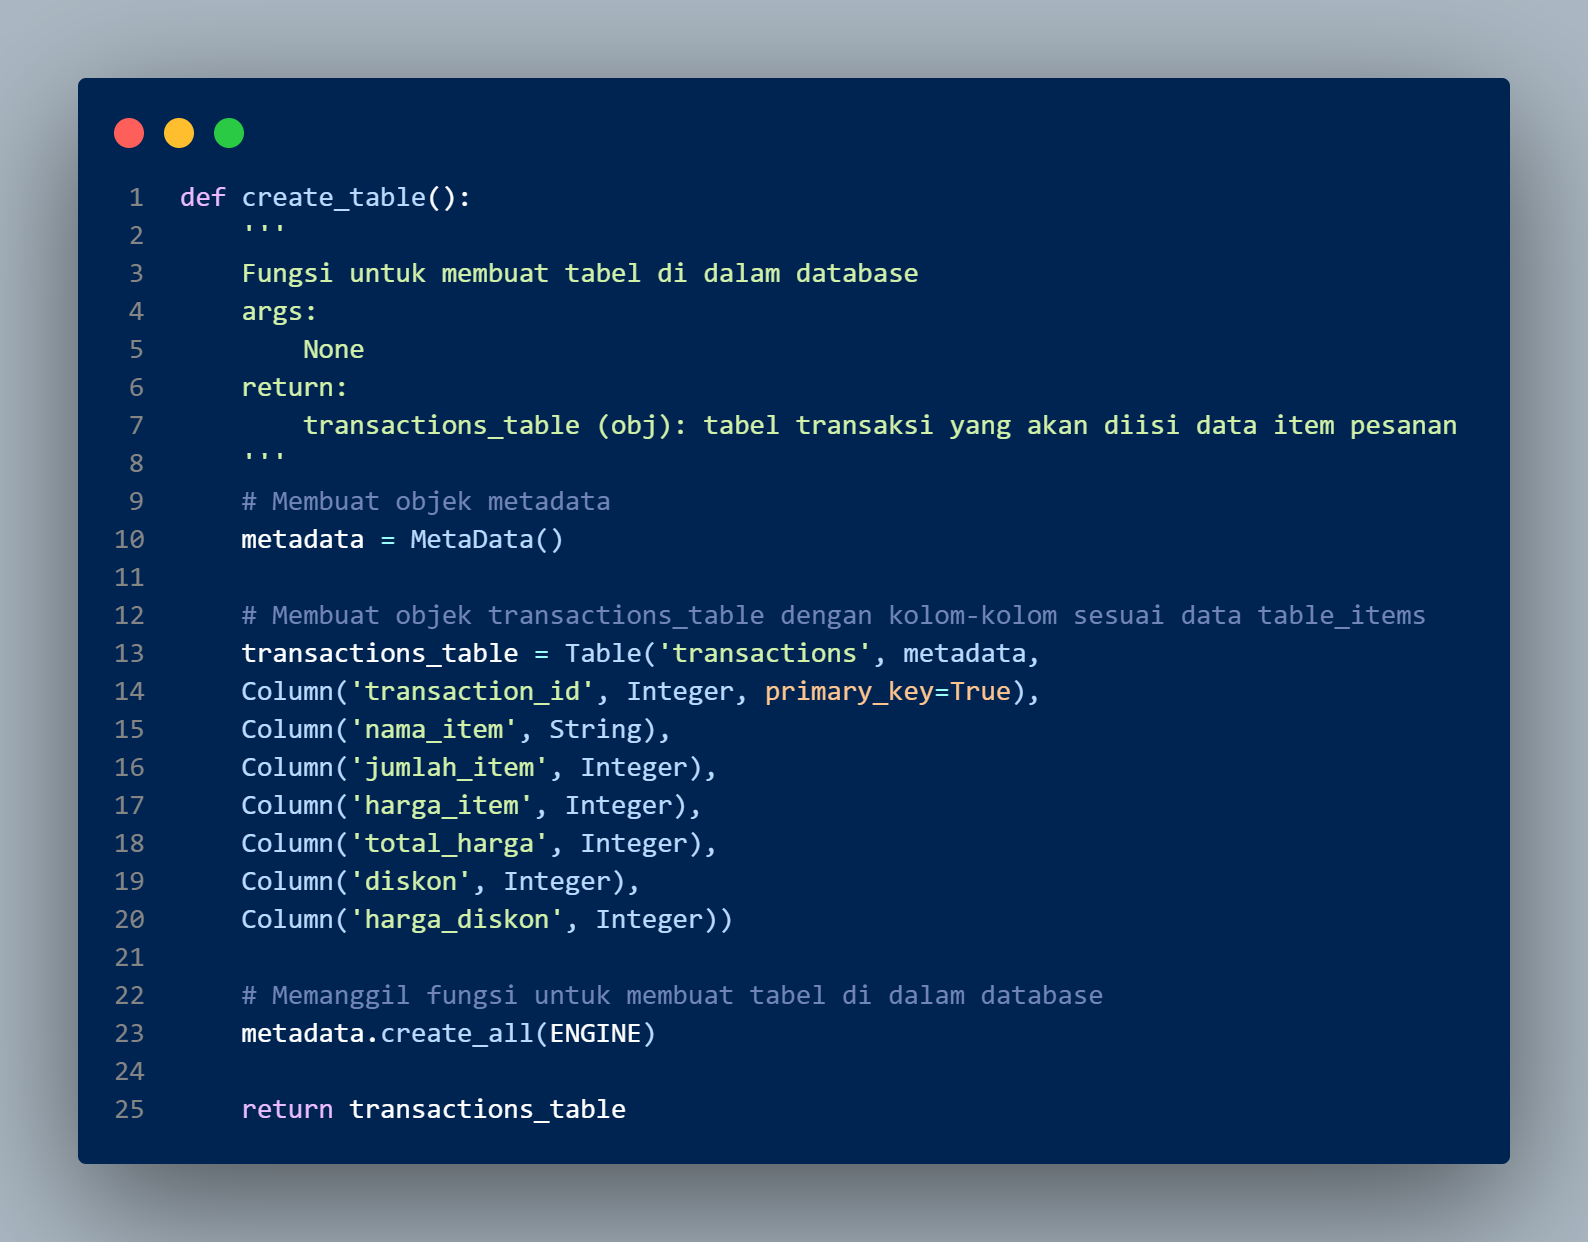 1 def create_table():
2     '''
3     Fungsi untuk membuat tabel di dalam database
4     args:
5         None
6     return:
7         transactions_table (obj): tabel transaksi yang akan diisi data item pesanan
8     '''
9     # Membuat objek metadata
10     metadata = MetaData()
11
12     # Membuat objek transactions_table dengan kolom-kolom sesuai data table_items
13     transactions_table = Table('transactions', metadata,
14     Column('transaction_id', Integer, primary_key=True),
15     Column('nama_item', String),
16     Column('jumlah_item', Integer),
17     Column('harga_item', Integer),
18     Column('total_harga', Integer),
19     Column('diskon', Integer),
20     Column('harga_diskon', Integer))
21
22     # Memanggil fungsi untuk membuat tabel di dalam database
23     metadata.create_all(ENGINE)
24
25     return transactions_table